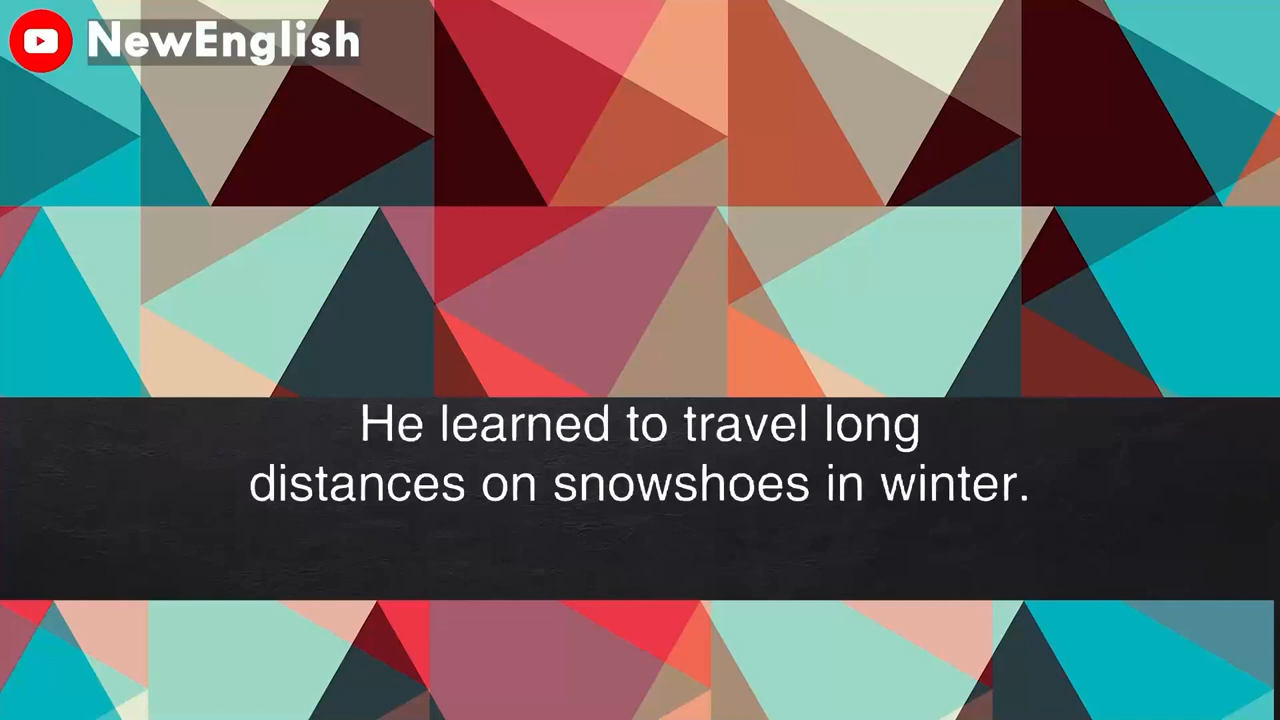 NewEnglish
He learned to travel long
distances on snowshoes in winter.